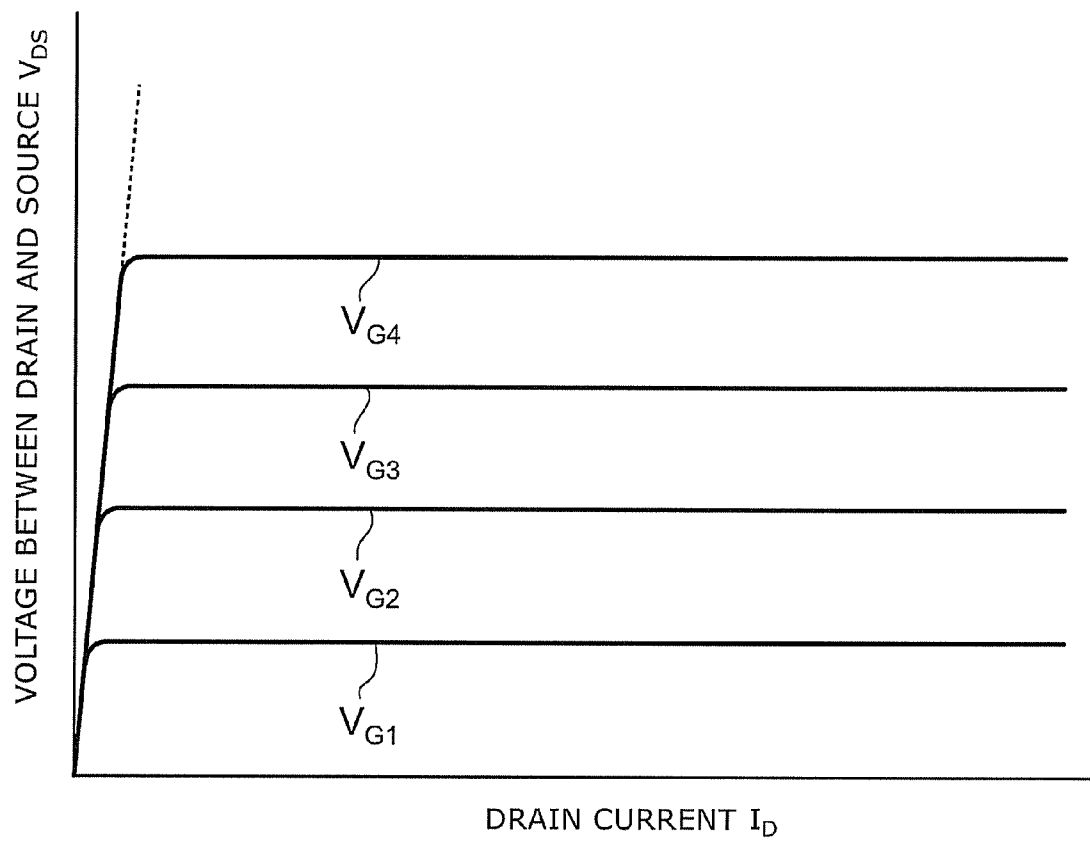 VOLTAGE BETWEEN DRAIN AND SOURCE VDS
VG4
VG3
VG2
VG1
DRAIN CURRENT ID